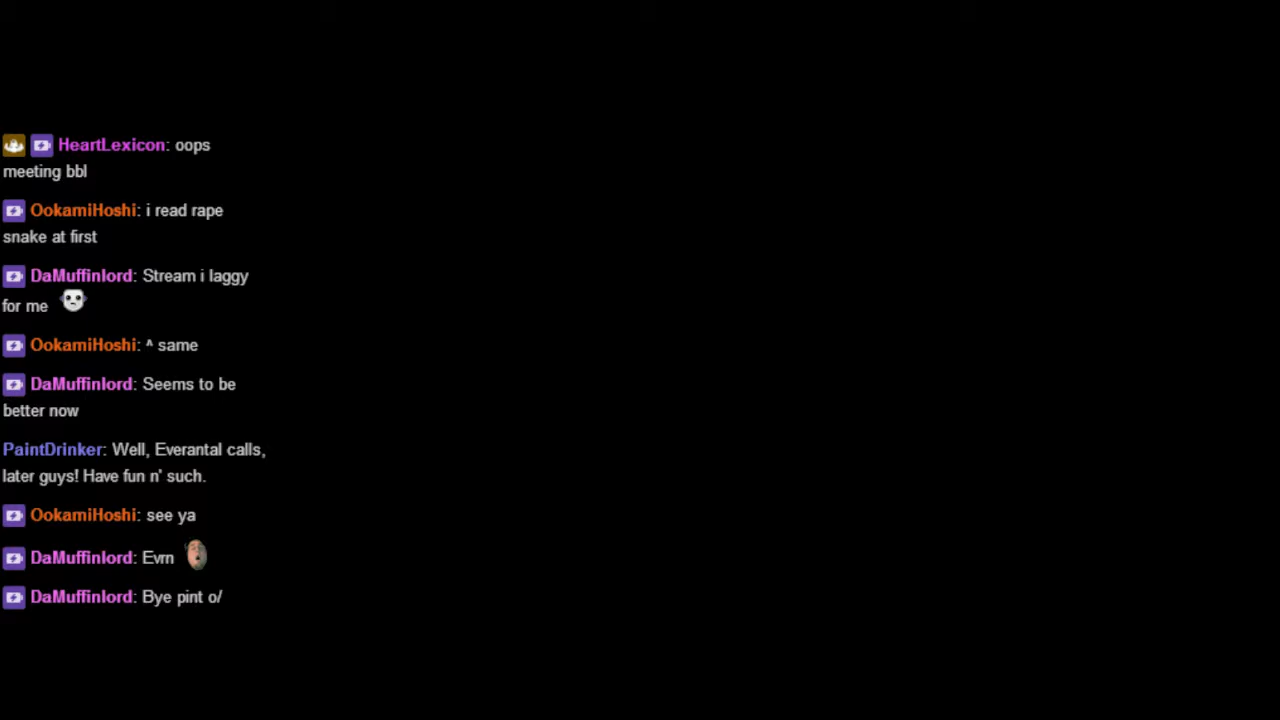 HeartLexicon: oops
meeting bbl
OokamiHoshi: i read rape
snake at first
DaMuffinlord: Stream i laggy
for me
OokamiHoshi: ^ same
DaMuffinlord: Seems to be
better now
PaintDrinker: Well, Everantal calls,
later guys! Have fun n' such.
OokamiHoshi: see ya
DaMuffinlord: Evrn
DaMuffinlord: Bye pint o/